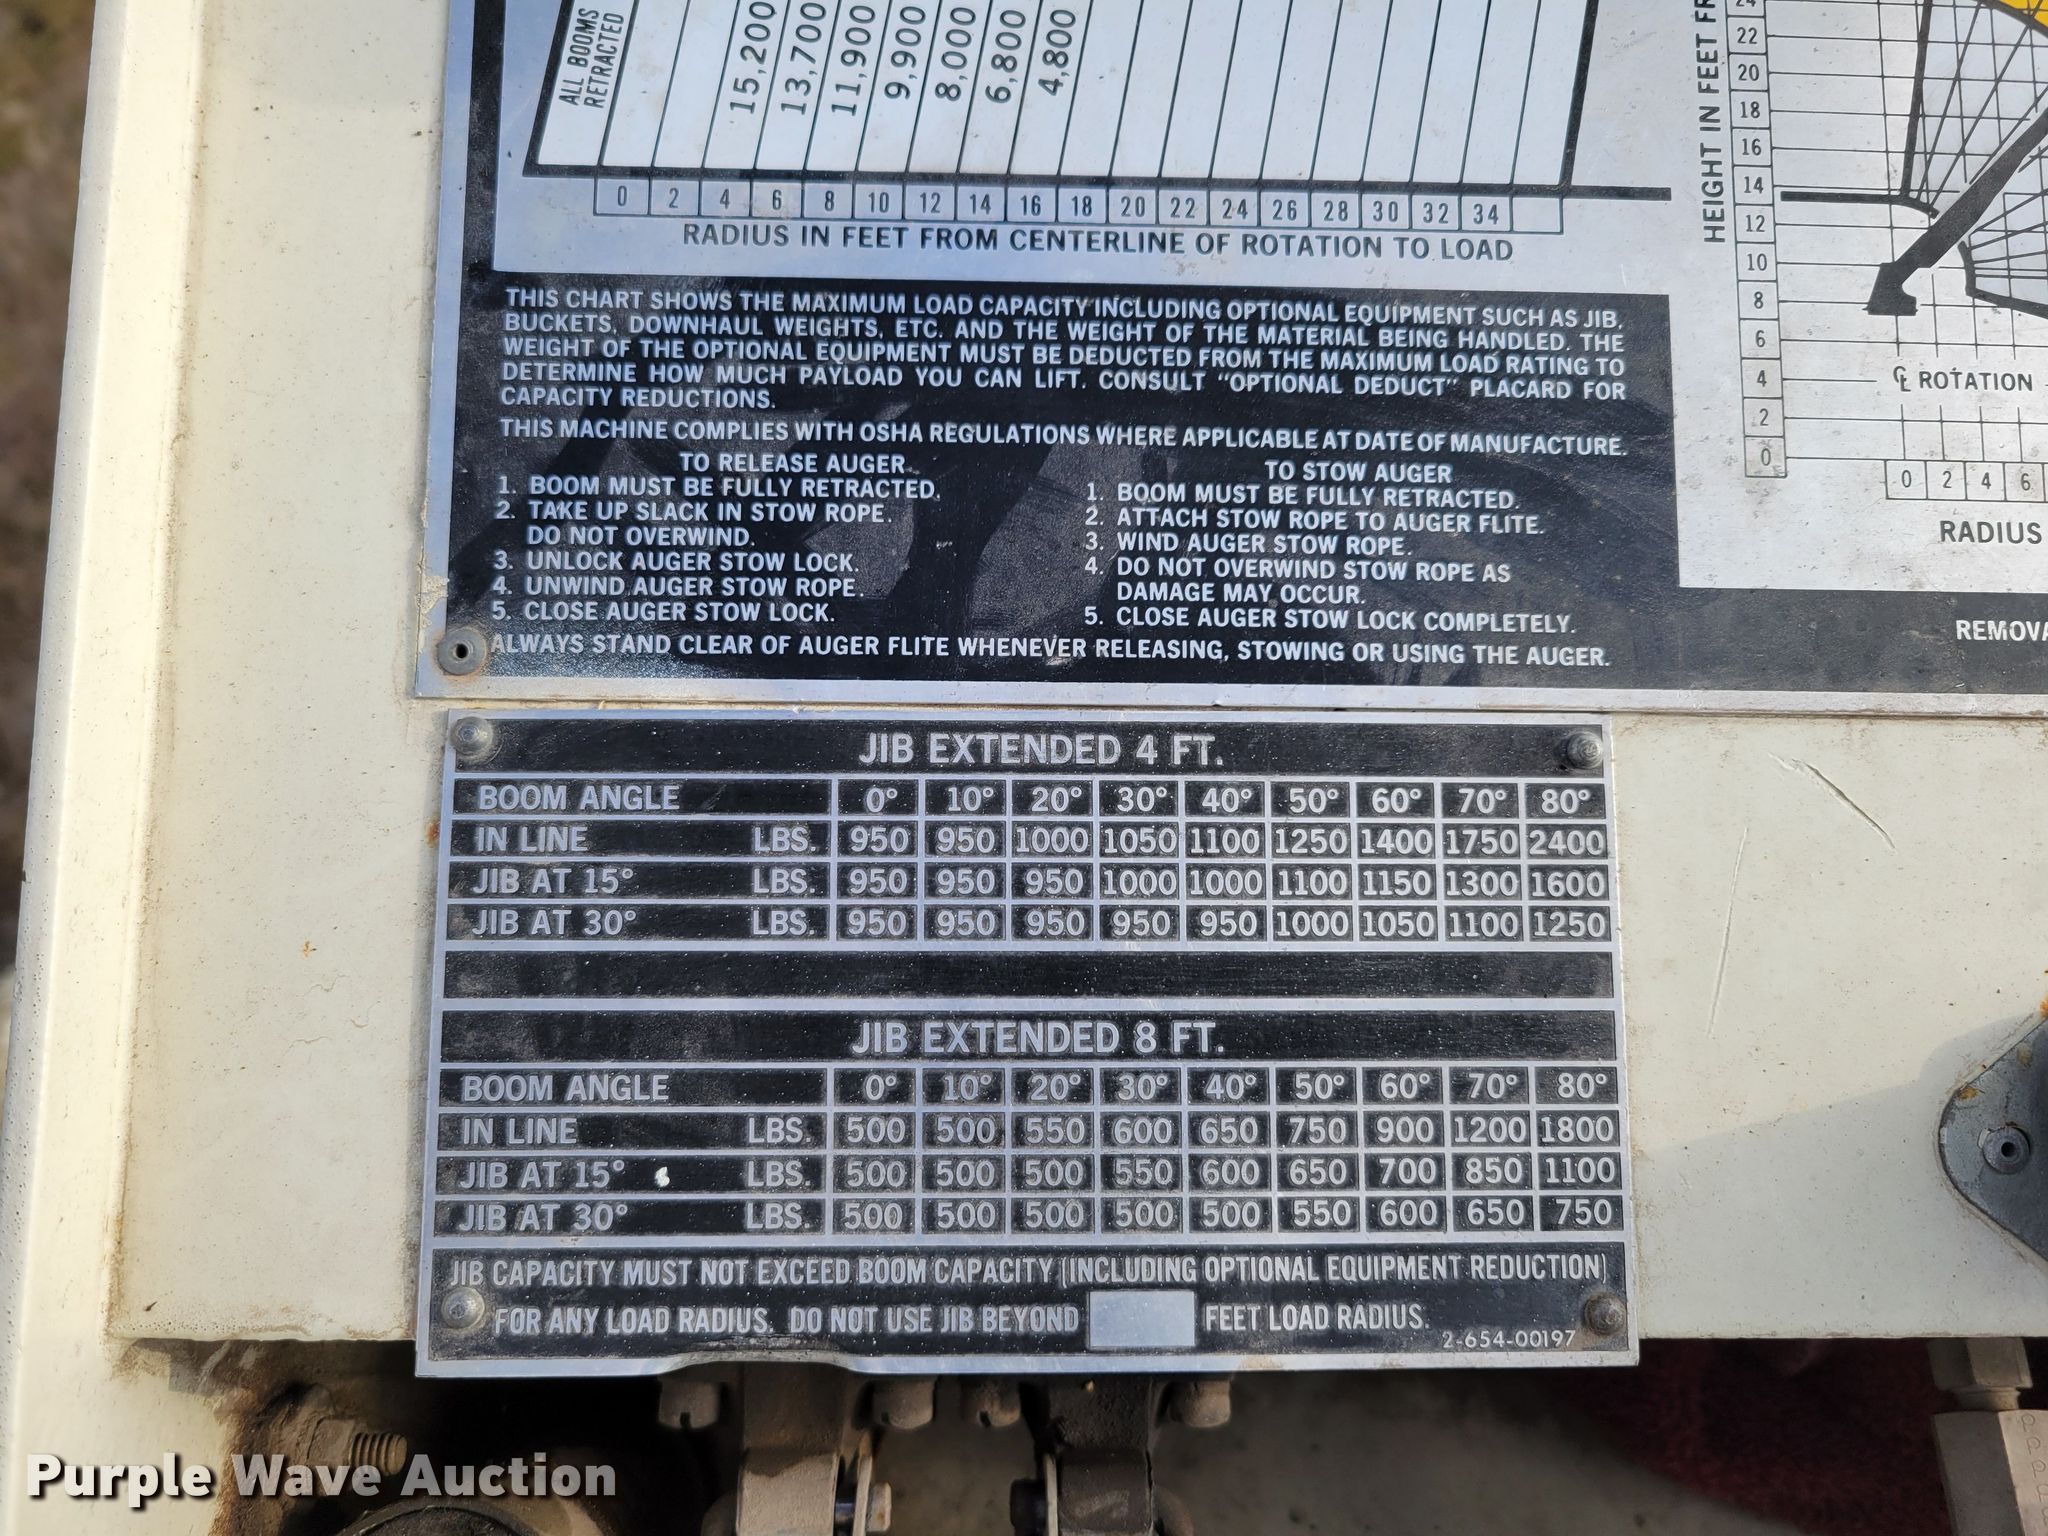 ALL BOOMS
RETRACTED
15,200
13,700
11,900
9,900
8,000
6,800
4,800
0 2 4 6 8 10 12 14 16 18 20 22 24 26 28 30 32 34
RADIUS IN FEET FROM CENTERLINE OF ROTATION TO LOAD
THIS CHART SHOWS THE MAXIMUM LOAD CAPACITY INCLUDING OPTIONAL EQUIPMENT SUCH AS JIB,
BUCKETS, DOWNHAUL WEIGHTS, ETC. AND THE WEIGHT OF THE MATERIAL BEING HANDLED. THE
WEIGHT OF THE OPTIONAL EQUIPMENT MUST BE DEDUCTED FROM THE MAXIMUM LOAD RATING TO
DETERMINE HOW MUCH PAYLOAD YOU CAN LIFT. CONSULT "OPTIONAL DEDUCT" PLACARD FOR
CAPACITY REDUCTIONS.
THIS MACHINE COMPLIES WITH OSHA REGULATIONS WHERE APPLICABLE AT DATE OF MANUFACTURE.
TO RELEASE AUGER
1. BOOM MUST BE FULLY RETRACTED.
2. TAKE UP SLACK IN STOW ROPE.
DO NOT OVERWIND.
3. UNLOCK AUGER STOW LOCK.
4. UNWIND AUGER STOW ROPE.
5. CLOSE AUGER STOW LOCK.
TO STOW AUGER
1. BOOM MUST BE FULLY RETRACTED.
2. ATTACH STOW ROPE TO AUGER FLITE.
3. WIND AUGER STOW ROPE.
4. DO NOT OVERWIND STOW ROPE AS
DAMAGE MAY OCCUR.
5. CLOSE AUGER STOW LOCK COMPLETELY.
ALWAYS STAND CLEAR OF AUGER FLITE WHENEVER RELEASING, STOWING OR USING THE AUGER.
HEIGHT IN FEET FR
24
22
20
18
16
14
12
10
8
6
4
2
0
℄ ROTATION
0 2 4 6
RADIUS
REMOVA
JIB EXTENDED 4 FT.
BOOM ANGLE 0° 10° 20° 30° 40° 50° 60° 70° 80°
IN LINE LBS. 950 950 1000 1050 1100 1250 1400 1750 2400
JIB AT 15° LBS. 950 950 950 1000 1000 1100 1150 1300 1600
JIB AT 30° LBS. 950 950 950 950 950 1000 1050 1100 1250
JIB EXTENDED 8 FT.
BOOM ANGLE 0° 10° 20° 30° 40° 50° 60° 70° 80°
IN LINE LBS. 500 500 550 600 650 750 900 1200 1800
JIB AT 15° LBS. 500 500 500 550 600 650 700 850 1100
JIB AT 30° LBS. 500 500 500 500 500 550 600 650 750
JIB CAPACITY MUST NOT EXCEED BOOM CAPACITY (INCLUDING OPTIONAL EQUIPMENT REDUCTION)
FOR ANY LOAD RADIUS. DO NOT USE JIB BEYOND FEET LOAD RADIUS.
2-654-00197
Purple Wave Auction